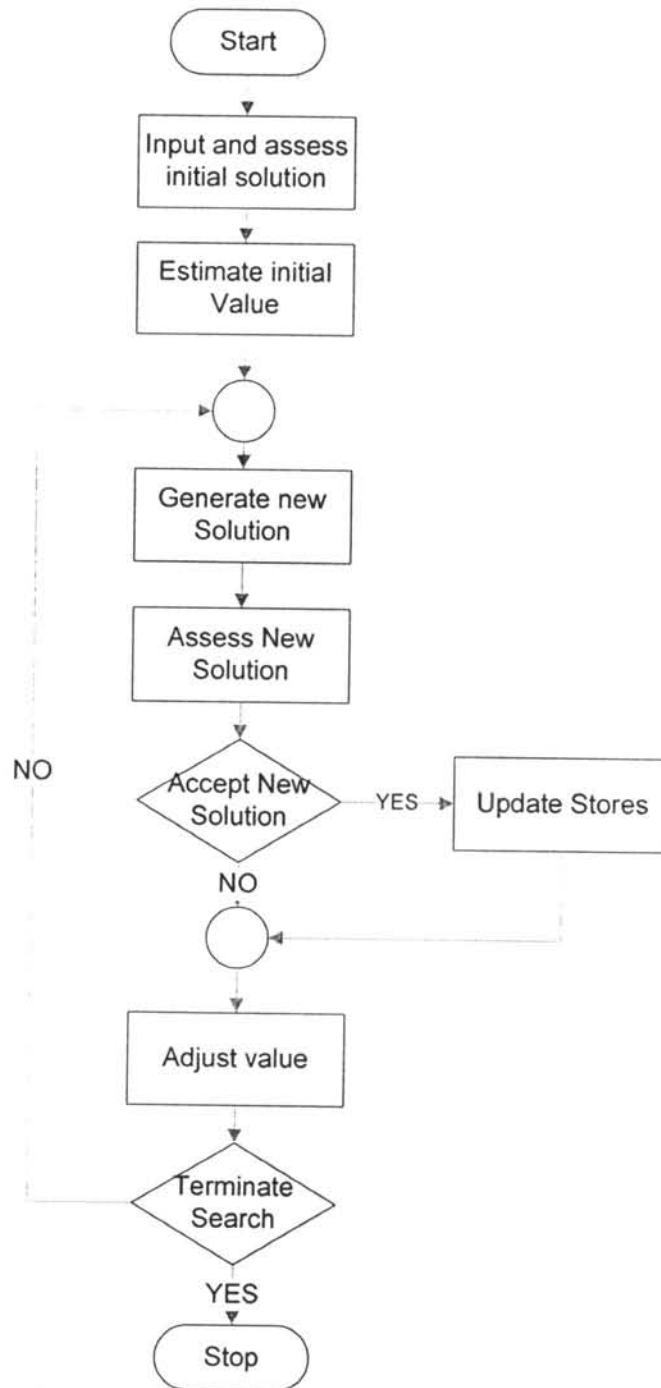 Start
Input and assess
initial solution
Estimate initial
Value
Generate new
Solution
Assess New
Solution
NO
Accept New
Solution
YES
Update Stores
NO
Adjust value
Terminate
Search
YES
Stop